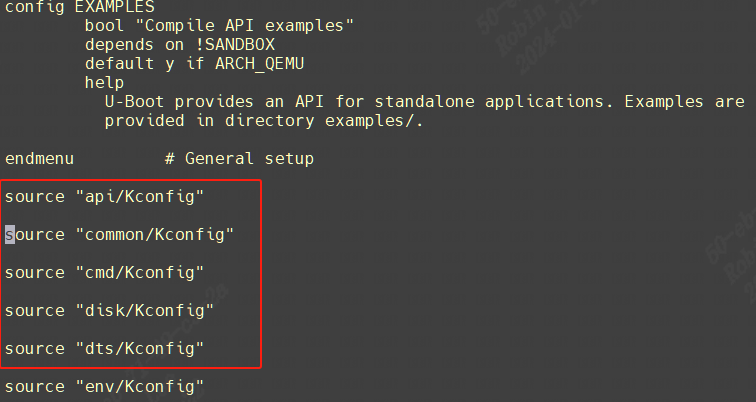 config EXAMPLES
bool "Compile API examples"
depends on !SANDBOX
default y if ARCH_QEMU
help
U-Boot provides an API for standalone applications. Examples are
provided in directory examples/.
endmenu # General setup
source "api/Kconfig"
source "common/Kconfig"
source "cmd/Kconfig"
source "disk/Kconfig"
source "dts/Kconfig"
source "env/Kconfig"